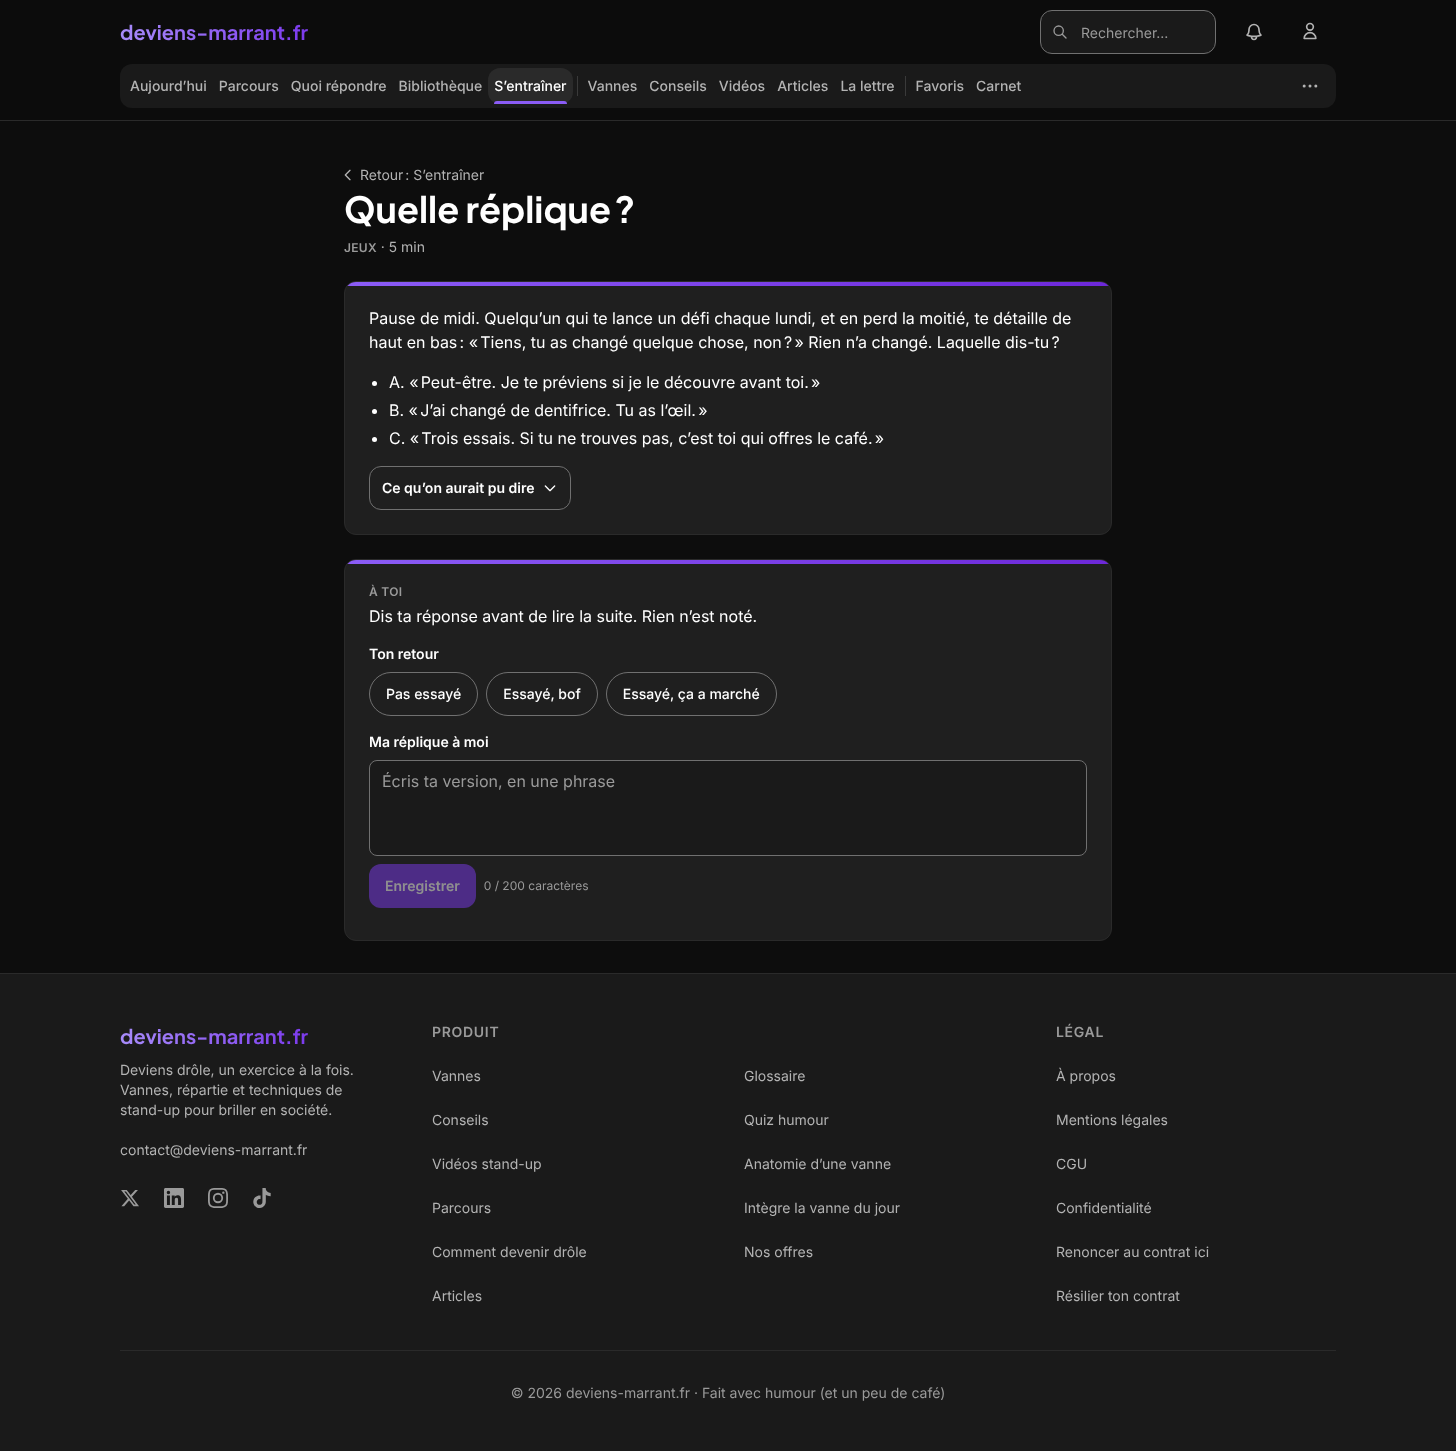 deviens-marrant.fr
Rechercher...
Aujourd’hui Parcours Quoi répondre Bibliothèque S’entraîner Vannes Conseils Vidéos Articles La lettre Favoris Carnet
Retour : S’entraîner
Quelle réplique ?
JEUX · 5 min
Pause de midi. Quelqu’un qui te lance un défi chaque lundi, et en perd la moitié, te détaille de
haut en bas : « Tiens, tu as changé quelque chose, non ? » Rien n’a changé. Laquelle dis-tu ?
• A. « Peut-être. Je te préviens si je le découvre avant toi. »
• B. « J’ai changé de dentifrice. Tu as l’œil. »
• C. « Trois essais. Si tu ne trouves pas, c’est toi qui offres le café. »
Ce qu’on aurait pu dire
À TOI
Dis ta réponse avant de lire la suite. Rien n’est noté.
Ton retour
Pas essayé Essayé, bof Essayé, ça a marché
Ma réplique à moi
Écris ta version, en une phrase
Enregistrer 0 / 200 caractères
deviens-marrant.fr
Deviens drôle, un exercice à la fois.
Vannes, répartie et techniques de
stand-up pour briller en société.
contact@deviens-marrant.fr
PRODUIT
Vannes
Conseils
Vidéos stand-up
Parcours
Comment devenir drôle
Articles
Glossaire
Quiz humour
Anatomie d’une vanne
Intègre la vanne du jour
Nos offres
LÉGAL
À propos
Mentions légales
CGU
Confidentialité
Renoncer au contrat ici
Résilier ton contrat
© 2026 deviens-marrant.fr · Fait avec humour (et un peu de café)